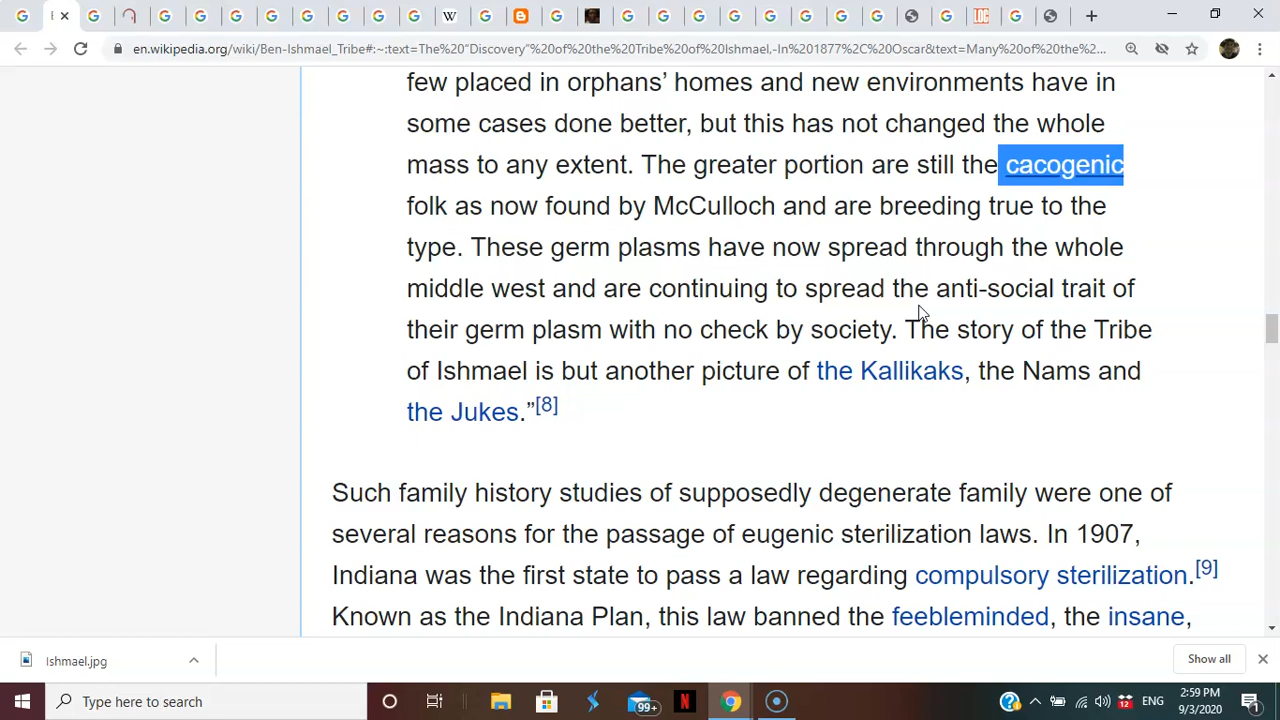 en.wikipedia.org/wiki/Ben-Ishmael_Tribe#:~:text=The%20"Discovery"%20of%20the%20Tribe%20of%20Ishmael,-In%201877%2C%20Oscar&text=Many%20of%20the%2...
few placed in orphans’ homes and new environments have in
some cases done better, but this has not changed the whole
mass to any extent. The greater portion are still the cacogenic
folk as now found by McCulloch and are breeding true to the
type. These germ plasms have now spread through the whole
middle west and are continuing to spread the anti-social trait of
their germ plasm with no check by society. The story of the Tribe
of Ishmael is but another picture of the Kallikaks, the Nams and
the Jukes.”[8]
Such family history studies of supposedly degenerate family were one of
several reasons for the passage of eugenic sterilization laws. In 1907,
Indiana was the first state to pass a law regarding compulsory sterilization.[9]
Known as the Indiana Plan, this law banned the feebleminded, the insane,
Ishmael.jpg
Show all
Type here to search
99+
12
ENG
2:59 PM
9/3/2020
1